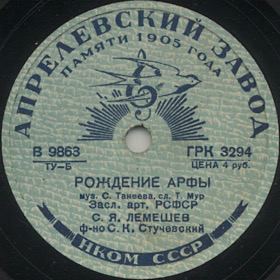 АПРЕЛЕВСКИЙ ЗАВОД
ПАМЯТИ 1905 ГОДА
В 9863
ГРК 3294
ТУ-Б
ЦЕНА 4 руб.
РОЖДЕНИЕ АРФЫ
муз. С. Танеева, сл. Т. Мур
Засл. арт. РСФСР
С. Я. ЛЕМЕШЕВ
ф-но С. К. Стучевский
НКОМ СССР